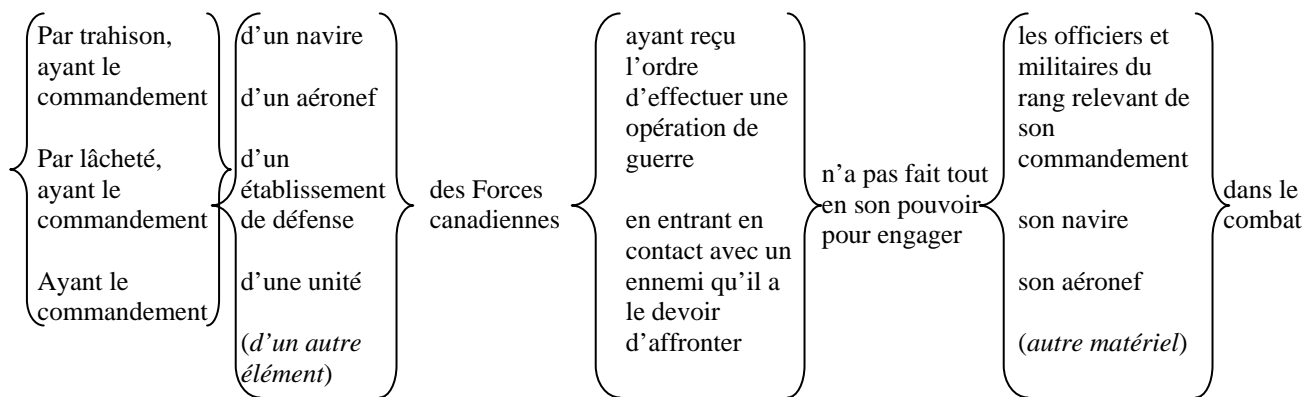 Par trahison,
ayant le
commandement
Par lâcheté,
ayant le
commandement
Ayant le
commandement
d’un navire
d’un aéronef
d’un
établissement
de défense
d’une unité
(d’un autre
élément)
des Forces
canadiennes
ayant reçu
l’ordre
d’effectuer une
opération de
guerre
en entrant en
contact avec un
ennemi qu’il a
le devoir
d’affronter
n’a pas fait tout
en son pouvoir
pour engager
les officiers et
militaires du
rang relevant de
son
commandement
son navire
son aéronef
(autre matériel)
dans le
combat